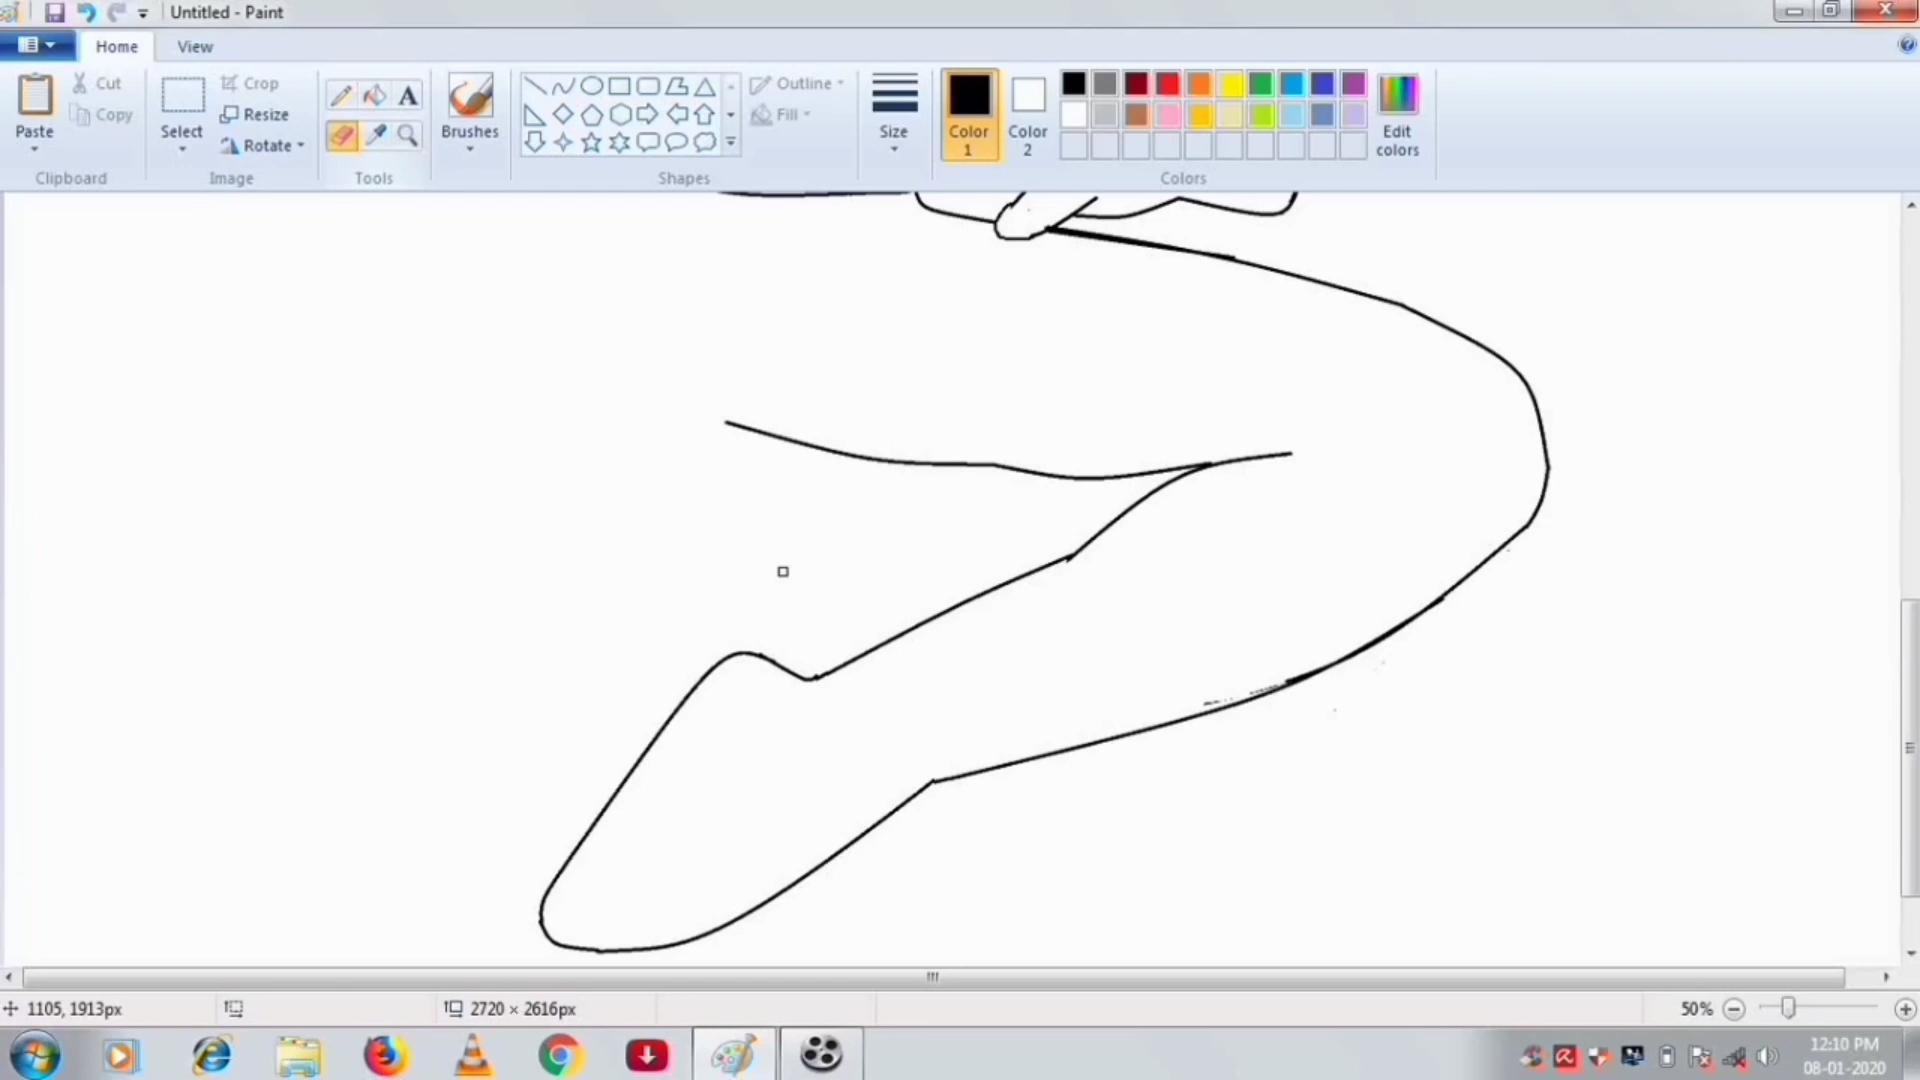 Untitled - Paint
Home View
Cut
Copy
Paste
Crop
Resize
Rotate
Select
Brushes
Outline
Fill
Size
Color 1
Color 2
Edit colors
Clipboard Image Tools Shapes Colors
1105, 1913px 2720 × 2616px 50%
12:10 PM
08-01-2020